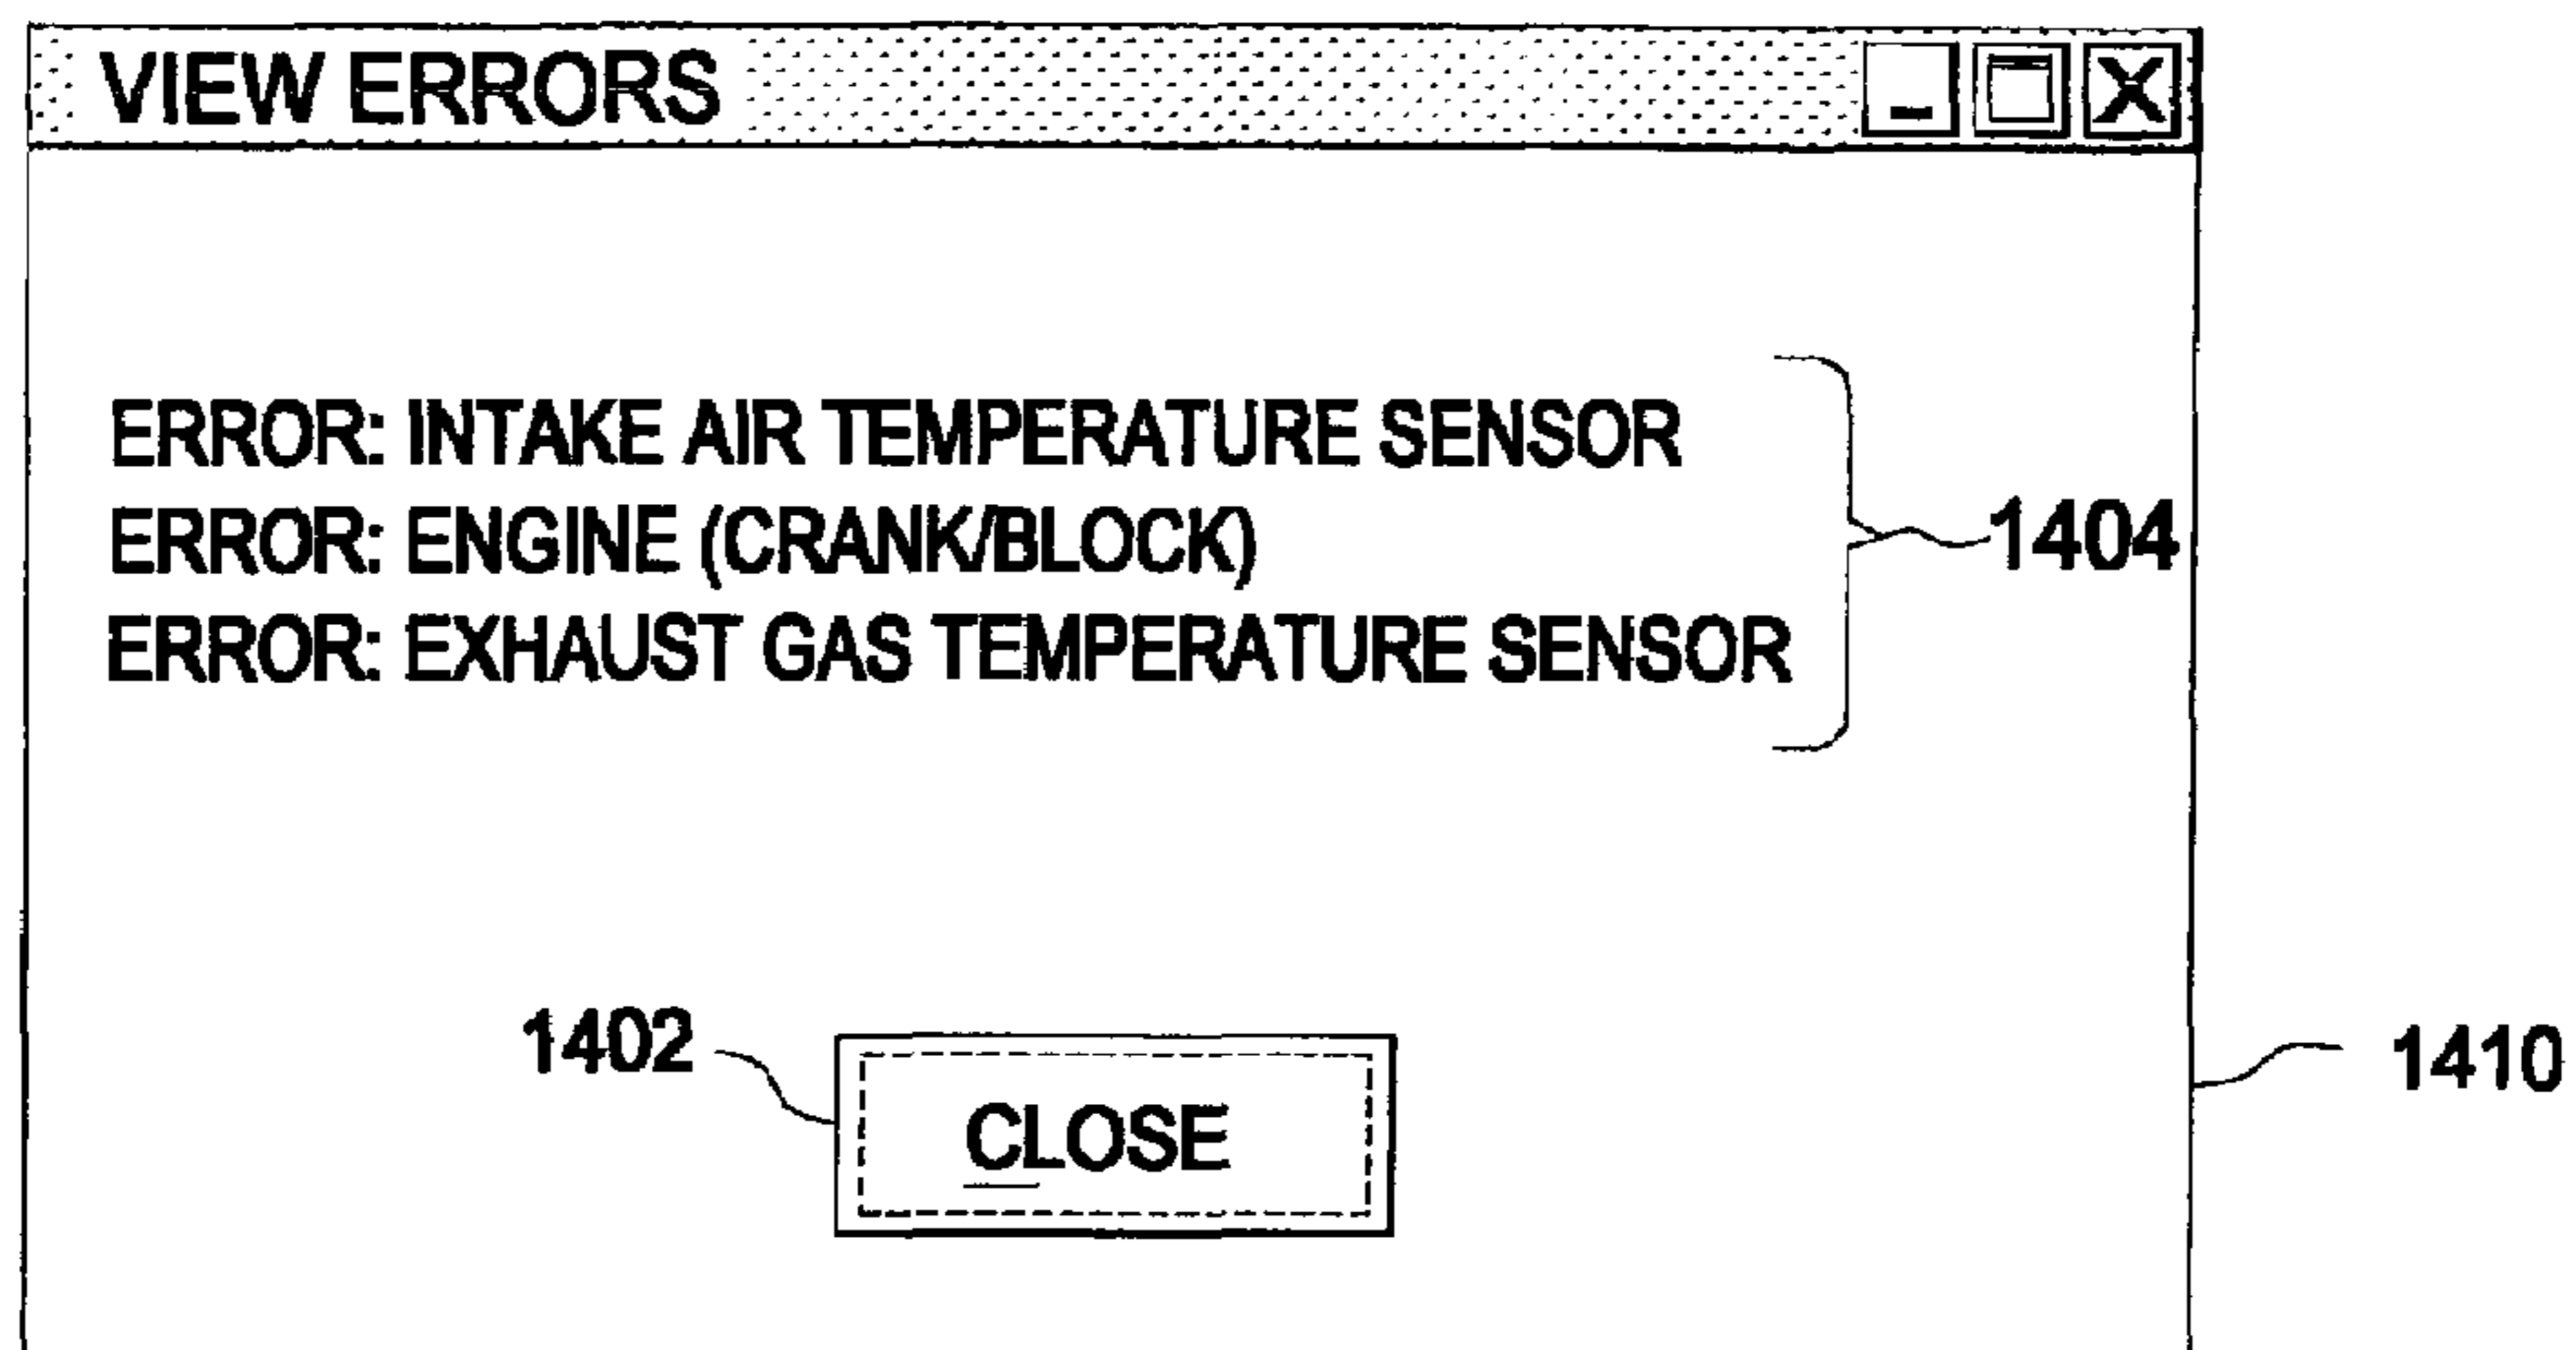 VIEW ERRORS
ERROR: INTAKE AIR TEMPERATURE SENSOR
ERROR: ENGINE (CRANK/BLOCK)
ERROR: EXHAUST GAS TEMPERATURE SENSOR
1404
1402
CLOSE
1410